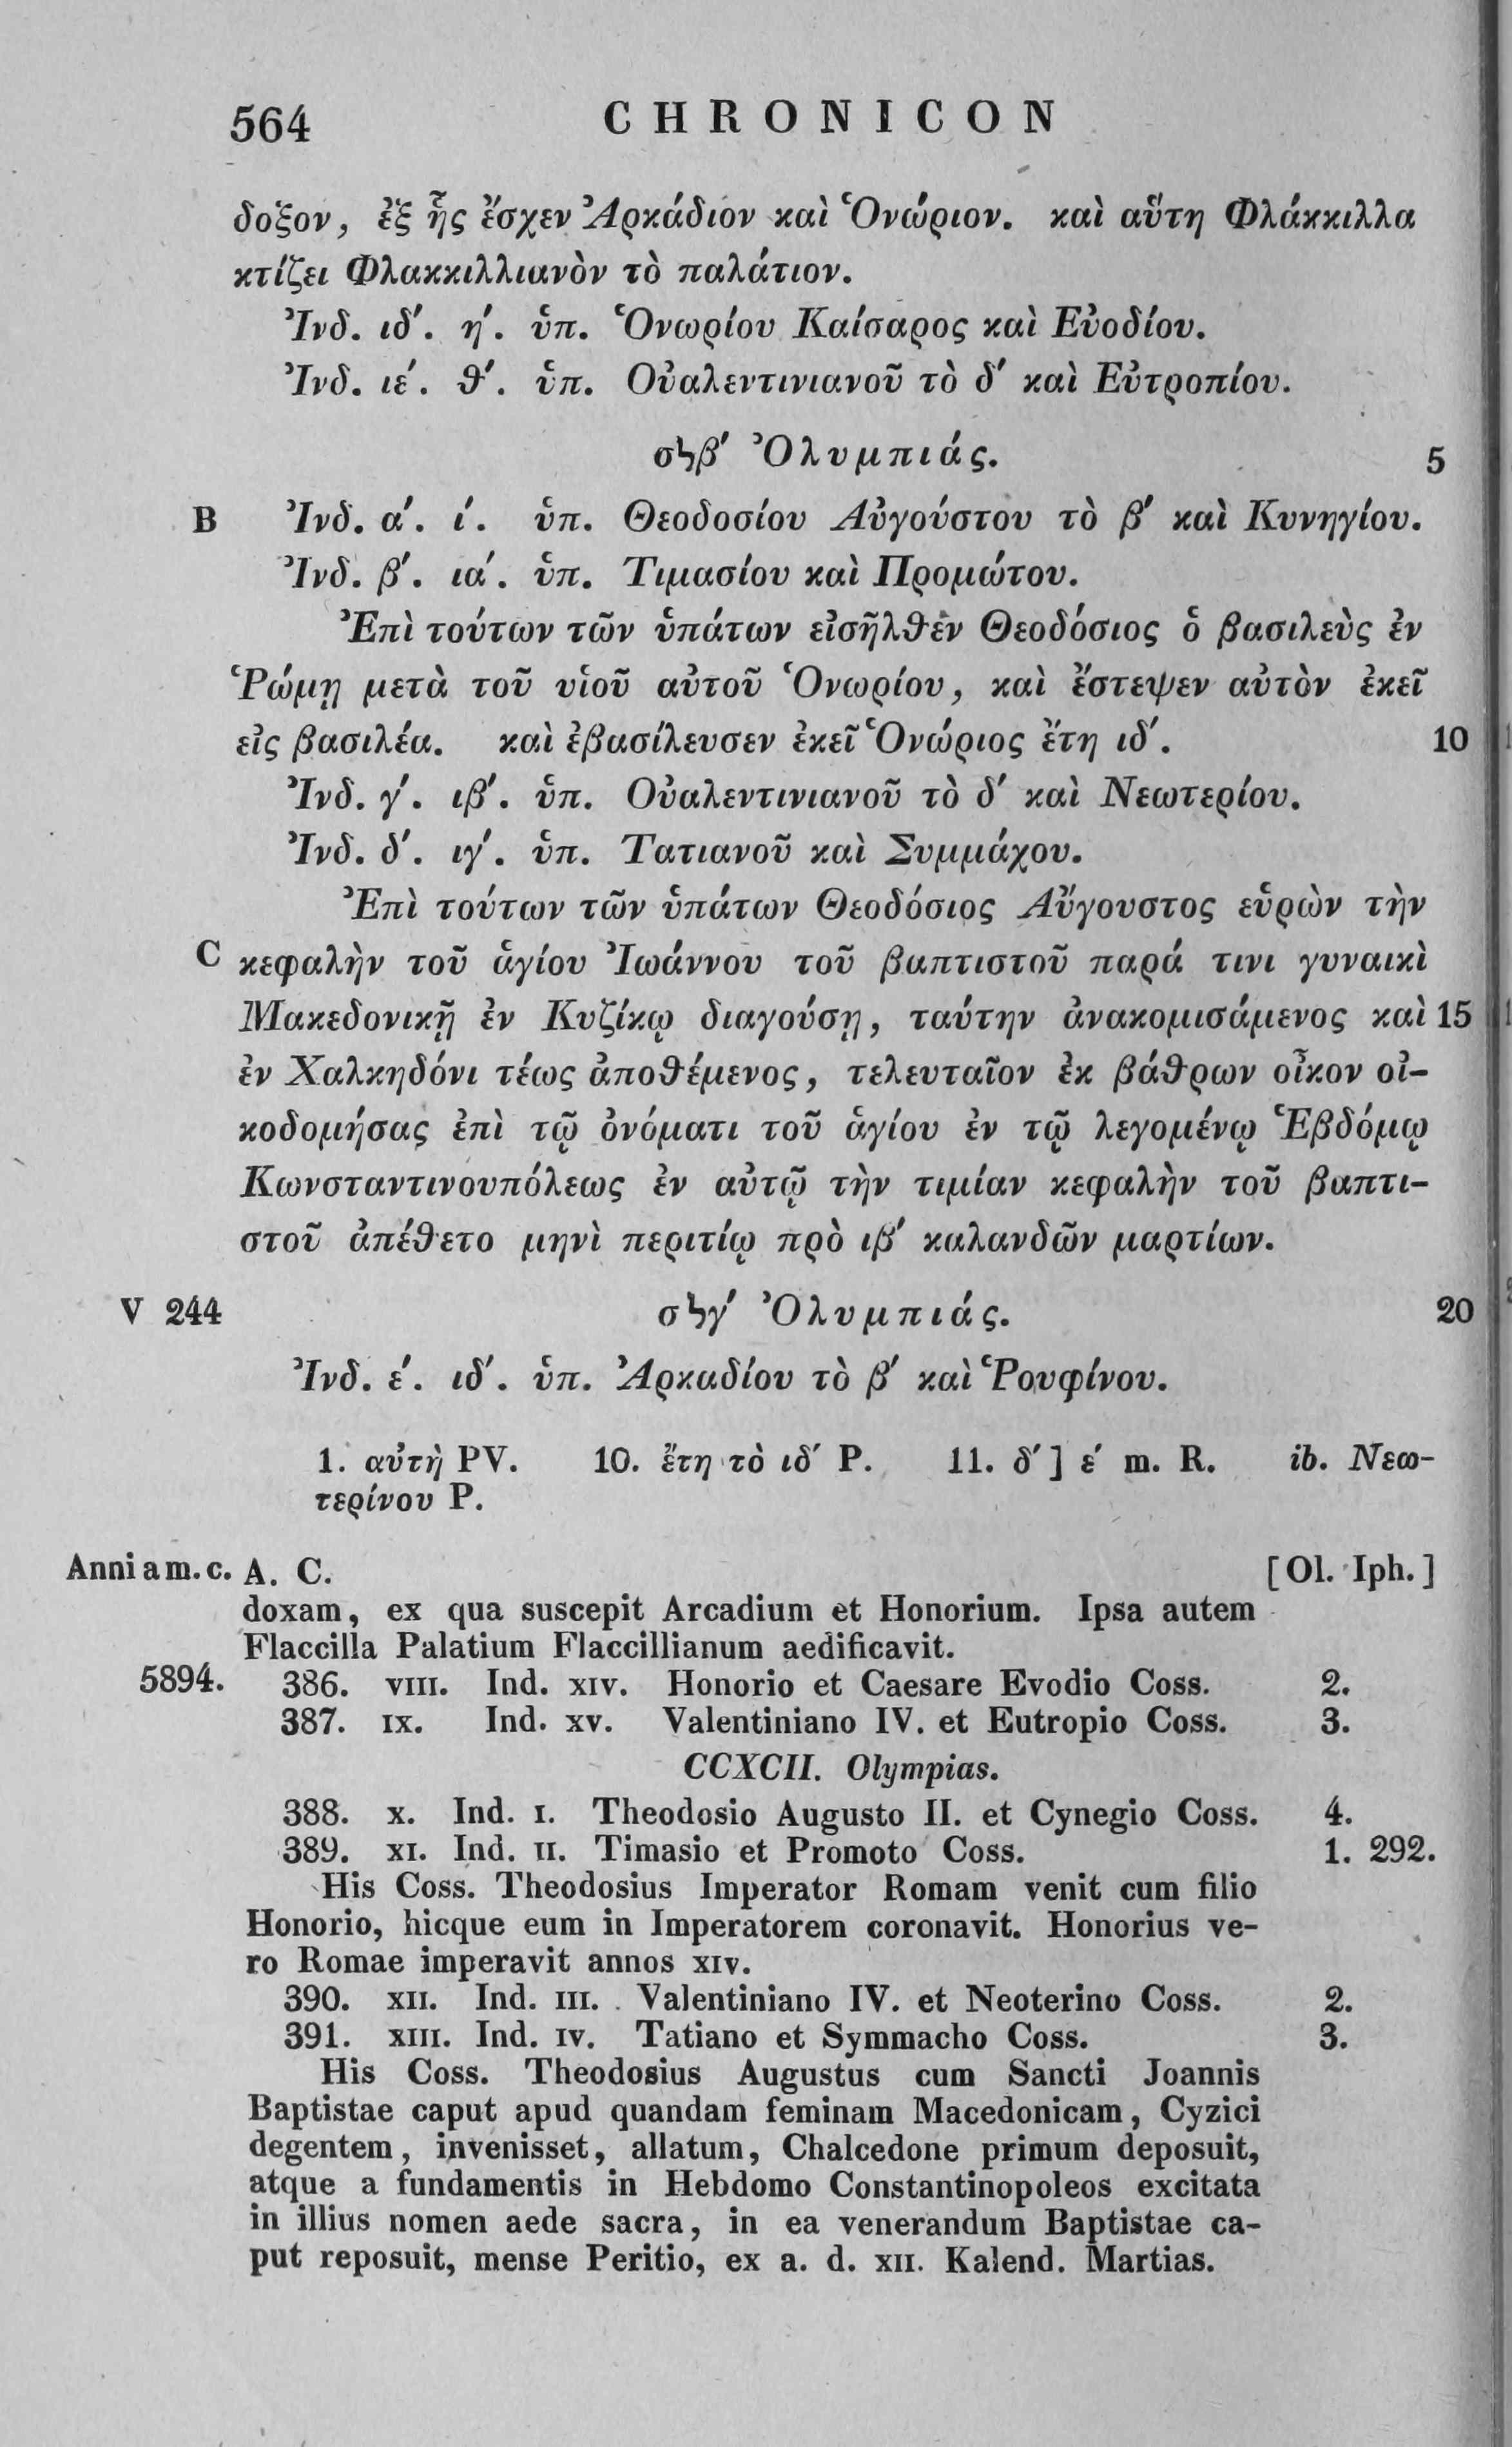 564 CHRONICON
δοξον, ἐξ ἧς ἔσχεν Ἀρκάδιον καὶ Ὁνώριον. καὶ αὕτη Φλάκκιλλα
κτίζει Φλακκιλλιανὸν τὸ παλάτιον.
Ἰνδ. ιδ′. η′. ὑπ. Ὁνωρίου Καίσαρος καὶ Εὐοδίου.
Ἰνδ. ιε′. θ′. ὑπ. Οὐαλεντινιανοῦ τὸ δ′ καὶ Εὐτροπίου.
σϟβ′ Ὀλυμπιάς. 5
B Ἰνδ. α′. ι′. ὑπ. Θεοδοσίου Αὐγούστου τὸ β′ καὶ Κυνηγίου.
Ἰνδ. β′. ια′. ὑπ. Τιμασίου καὶ Προμώτου.
Ἐπὶ τούτων τῶν ὑπάτων εἰσῆλθεν Θεοδόσιος ὁ βασιλεὺς ἐν
Ῥώμῃ μετὰ τοῦ υἱοῦ αὐτοῦ Ὁνωρίου, καὶ ἔστεψεν αὐτὸν ἐκεῖ
εἰς βασιλέα. καὶ ἐβασίλευσεν ἐκεῖ Ὁνώριος ἔτη ιδ′. 10
Ἰνδ. γ′. ιβ′. ὑπ. Οὐαλεντινιανοῦ τὸ δ′ καὶ Νεωτερίου.
Ἰνδ. δ′. ιγ′. ὑπ. Τατιανοῦ καὶ Συμμάχου.
Ἐπὶ τούτων τῶν ὑπάτων Θεοδόσιος Αὔγουστος εὑρὼν τὴν
C κεφαλὴν τοῦ ἁγίου Ἰωάννου τοῦ βαπτιστοῦ παρά τινι γυναικὶ
Μακεδονικῇ ἐν Κυζίκῳ διαγούσῃ, ταύτην ἀνακομισάμενος καὶ 15
ἐν Χαλκηδόνι τέως ἀποθέμενος, τελευταῖον ἐκ βάθρων οἶκον οἰ-
κοδομήσας ἐπὶ τῷ ὀνόματι τοῦ ἁγίου ἐν τῷ λεγομένῳ Ἑβδόμῳ
Κωνσταντινουπόλεως ἐν αὐτῷ τὴν τιμίαν κεφαλὴν τοῦ βαπτι-
στοῦ ἀπέθετο μηνὶ περιτίῳ πρὸ ιβ′ καλανδῶν μαρτίων.
V 244 σϟγ′ Ὀλυμπιάς. 20
Ἰνδ. ε′. ιδ′. ὑπ. Ἀρκαδίου τὸ β′ καὶ Ῥουφίνου.
1. αὐτὴ PV. 10. ἔτη τὸ ιδ′ P. 11. δ′] ε′ m. R. ib. Νεω-
τερίνου P.
Anni a m. c. A. C. [Ol. Iph.]
doxam, ex qua suscepit Arcadium et Honorium. Ipsa autem
Flaccilla Palatium Flaccillianum aedificavit.
5894. 386. VIII. Ind. XIV. Honorio et Caesare Evodio Coss. 2.
387. IX. Ind. XV. Valentiniano IV. et Eutropio Coss. 3.
CCXCII. Olympias.
388. X. Ind. I. Theodosio Augusto II. et Cynegio Coss. 4.
389. XI. Ind. II. Timasio et Promoto Coss. 1. 292.
His Coss. Theodosius Imperator Romam venit cum filio
Honorio, hicque eum in Imperatorem coronavit. Honorius ve-
ro Romae imperavit annos XIV.
390. XII. Ind. III. Valentiniano IV. et Neoterino Coss. 2.
391. XIII. Ind. IV. Tatiano et Symmacho Coss. 3.
His Coss. Theodosius Augustus cum Sancti Joannis
Baptistae caput apud quandam feminam Macedonicam, Cyzici
degentem, invenisset, allatum, Chalcedone primum deposuit,
atque a fundamentis in Hebdomo Constantinopoleos excitata
in illius nomen aede sacra, in ea venerandum Baptistae ca-
put reposuit, mense Peritio, ex a. d. XII. Kalend. Martias.